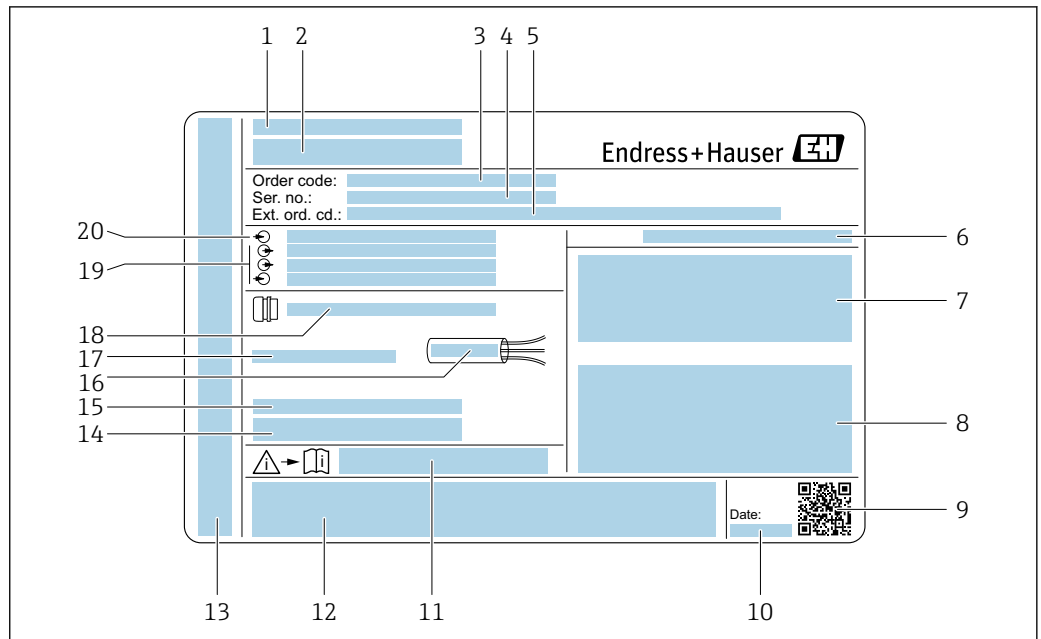 1 2 3 4 5
Endress+Hauser EH
Order code:
Ser. no.:
Ext. ord. cd.:
20
6
19
7
18
17
16
15
14
8
i i
Date:
9
13 12 11 10